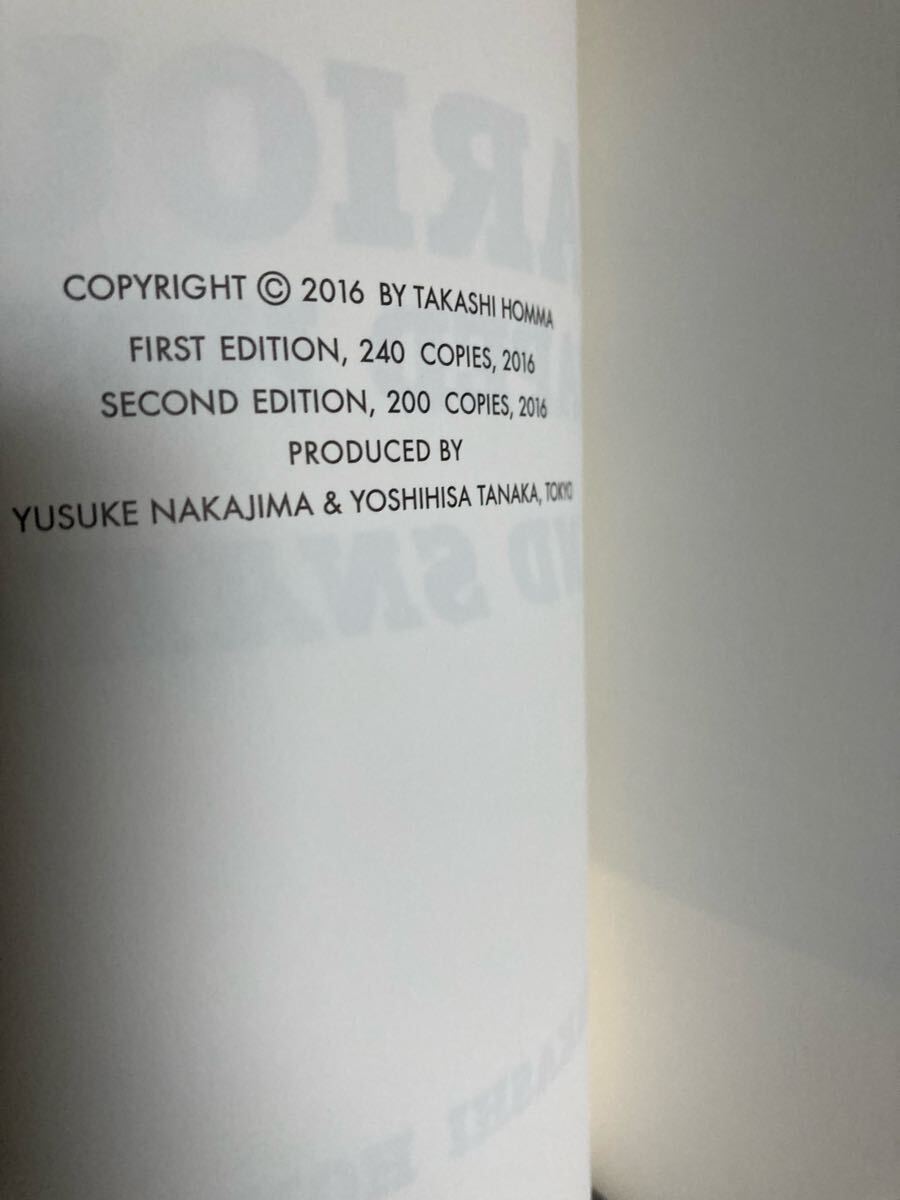 COPYRIGHT © 2016 BY TAKASHI HOMMA
FIRST EDITION, 240 COPIES, 2016
SECOND EDITION, 200 COPIES, 2016
PRODUCED BY
YUSUKE NAKAJIMA & YOSHIHISA TANAKA, TOKYO